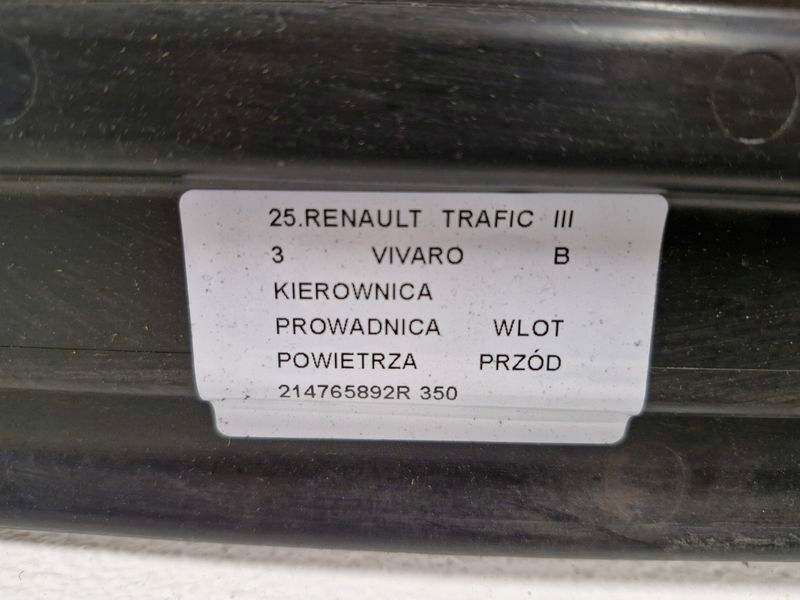 25.RENAULT TRAFIC III
3 VIVARO B
KIEROWNICA
PROWADNICA WLOT
POWIETRZA PRZÓD
214765892R 350